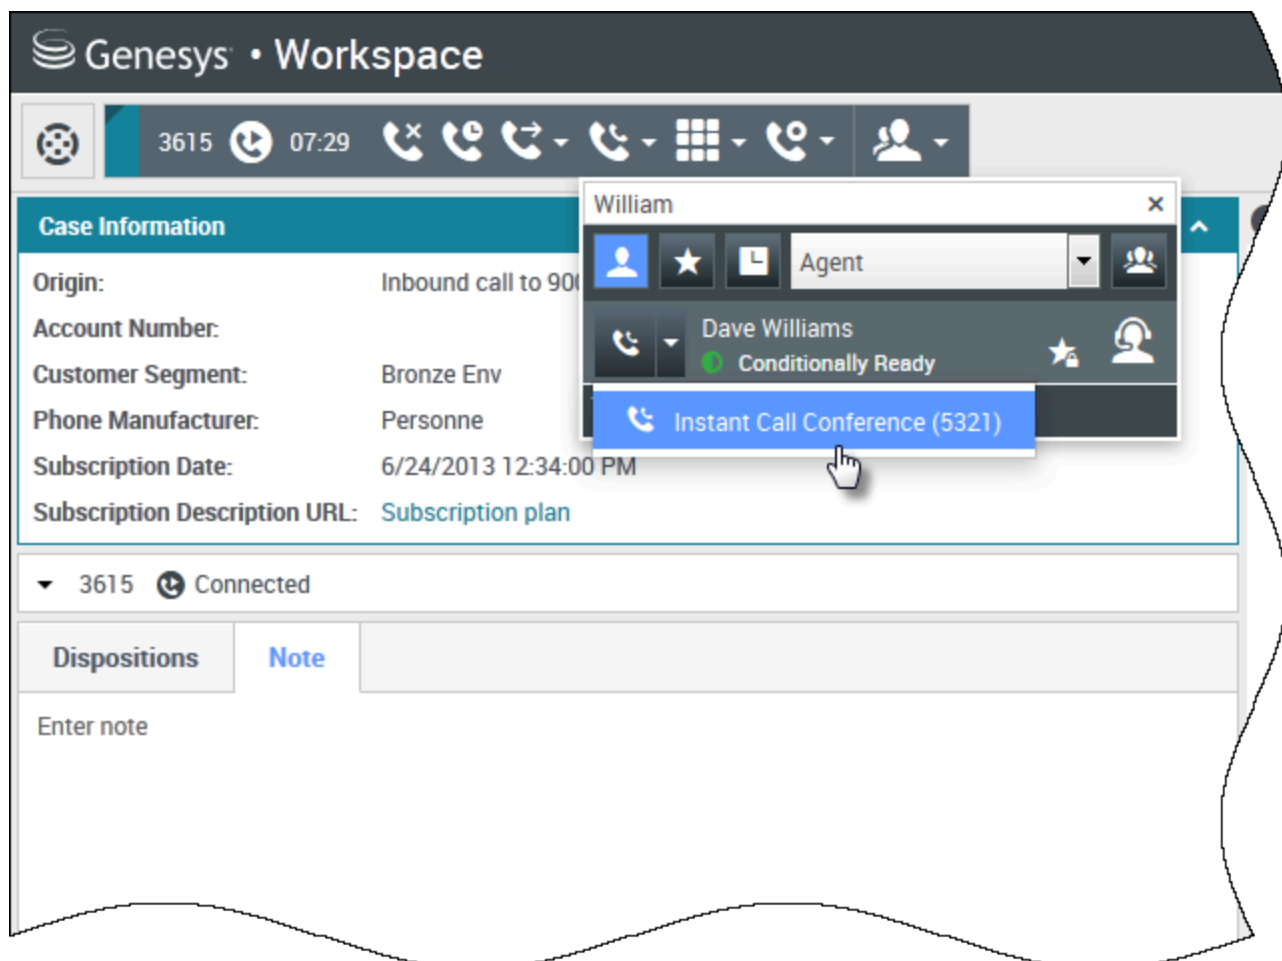 Genesys • Workspace
3615 07:29
William
Case Information
Agent
Origin: Inbound call to 900
Dave Williams
Account Number:
Conditionally Ready
Customer Segment: Bronze Env
Phone Manufacturer: Personne
Instant Call Conference (5321)
Subscription Date: 6/24/2013 12:34:00 PM
Subscription Description URL: Subscription plan
3615 Connected
Dispositions Note
Enter note